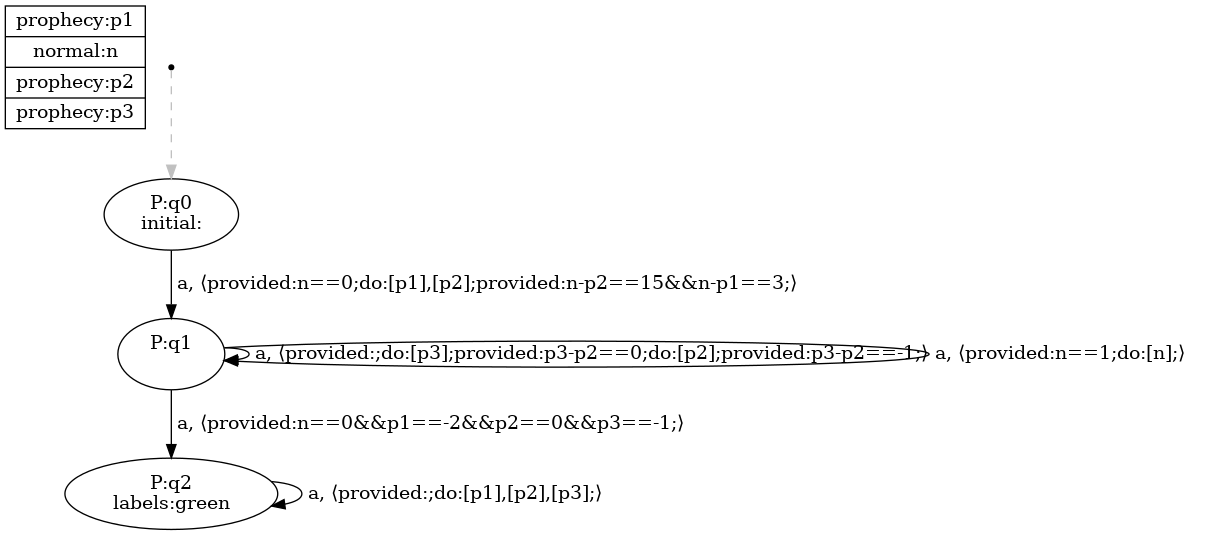 prophecy:p1
normal:n
prophecy:p2
prophecy:p3
P:q0
initial:
a, ⟨provided:n==0;do:[p1],[p2];provided:n-p2==15&&n-p1==3;⟩
P:q1
a, ⟨provided:;do:[p3];provided:p3-p2==0;do:[p2];provided:p3-p2==-1;⟩
a, ⟨provided:n==1;do:[n];⟩
a, ⟨provided:n==0&&p1==-2&&p2==0&&p3==-1;⟩
P:q2
labels:green
a, ⟨provided:;do:[p1],[p2],[p3];⟩